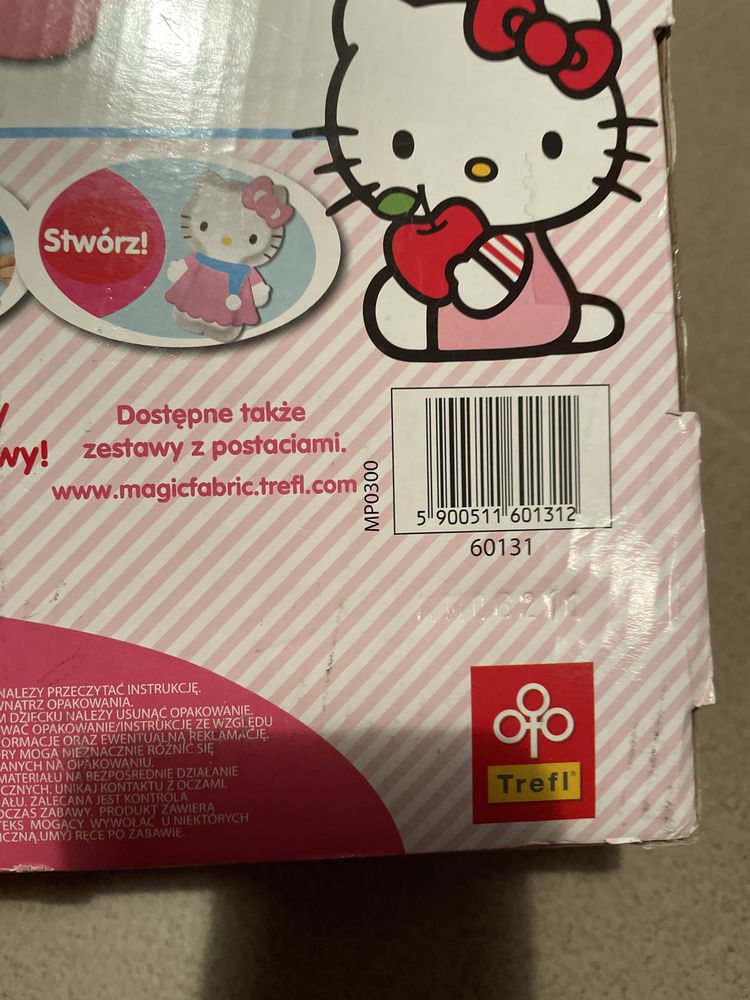 Stwórz!
wy!
Dostępne także
zestawy z postaciami.
www.magicfabric.trefl.com
MP0300
5 900511 601312
60131
NALEŻY PRZECZYTAĆ INSTRUKCJĘ.
WNĄTRZ OPAKOWANIA.
M DZIECKU NALEŻY USUNĄĆ OPAKOWANIE.
WAĆ OPAKOWANIE/INSTRUKCJE ZE WZGLĘDU
FORMACJE ORAZ EWENTUALNĄ REKLAMACJĘ.
ORY MOGĄ NIEZNACZNIE RÓŻNIĆ SIĘ
ANYCH NA OPAKOWANIU.
MATERIAŁU NA BEZPOŚREDNIE DZIAŁANIE
CZNYCH. UNIKAJ KONTAKTU Z OCZAMI.
AŁU. ZALECANA JEST KONTROLA
OCZAS ZABAWY. PRODUKT ZAWIERA
TEKS MOGĄCY WYWOŁAĆ U NIEKTÓRYCH
ICZNĄ.UMYJ RĘCE PO ZABAWIE.
Trefl